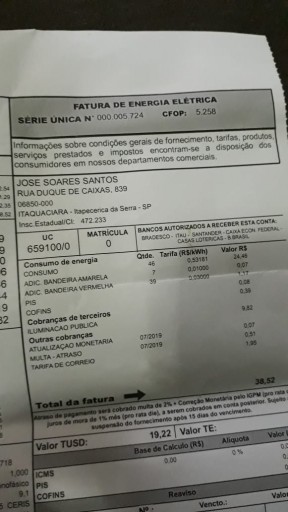 FATURA DE ENERGIA ELÉTRICA
SÉRIE ÚNICA N° 000 005.724 CFOP: 5.258
Informações sobre condições gerais de fornecimento, tarifas, produtos,
serviços prestados e impostos encontram-se a disposição dos
consumidores em nossos departamentos comerciais.
JOSE SOARES SANTOS
RUA DUQUE DE CAIXAS, 839
06850-000
ITAQUACIARA - Itapecerica da Serra - SP
Insc.Estadual/CI: 472.233
UC MATRÍCULA BANCOS AUTORIZADOS A RECEBER ESTA CONTA:
659100/0 0 BRADESCO - ITAU - SANTANDER - CAIXA ECON. FEDERAL
CASAS LOTERICAS - B.BRASIL
Consumo de energia Qtde. Tarifa (R$/kWh) Valor R$
CONSUMO 46 0,53181 24,46
ADIC. BANDEIRA AMARELA 7 0,01000 0,07
ADIC. BANDEIRA VERMELHA 39 0,03000 1,17
PIS 0,08
COFINS 0,39
Cobranças de terceiros
ILUMINACAO PUBLICA 9,82
Outras cobranças
ATUALIZAÇAO MONETARIA 07/2019 0,07
MULTA - ATRASO 07/2019 0,81
TARIFA DE CORREIO
Total da fatura 38,52
Atraso de pagamento será cobrado multa de 2% + Correção Monetária pelo IGPM (pro rata
juros de mora de 1% mês (pro rata die), à serem cobrados em conta posterior. Sujeito
suspensão do fornecimento após 15 dias do vencimento.
Valor TUSD: 19,22 Valor TE:
Base de Calculo (R$) Alíquota Valor
ICMS 0,00 0 %
PIS
COFINS
Reaviso
Vencto.: Valor